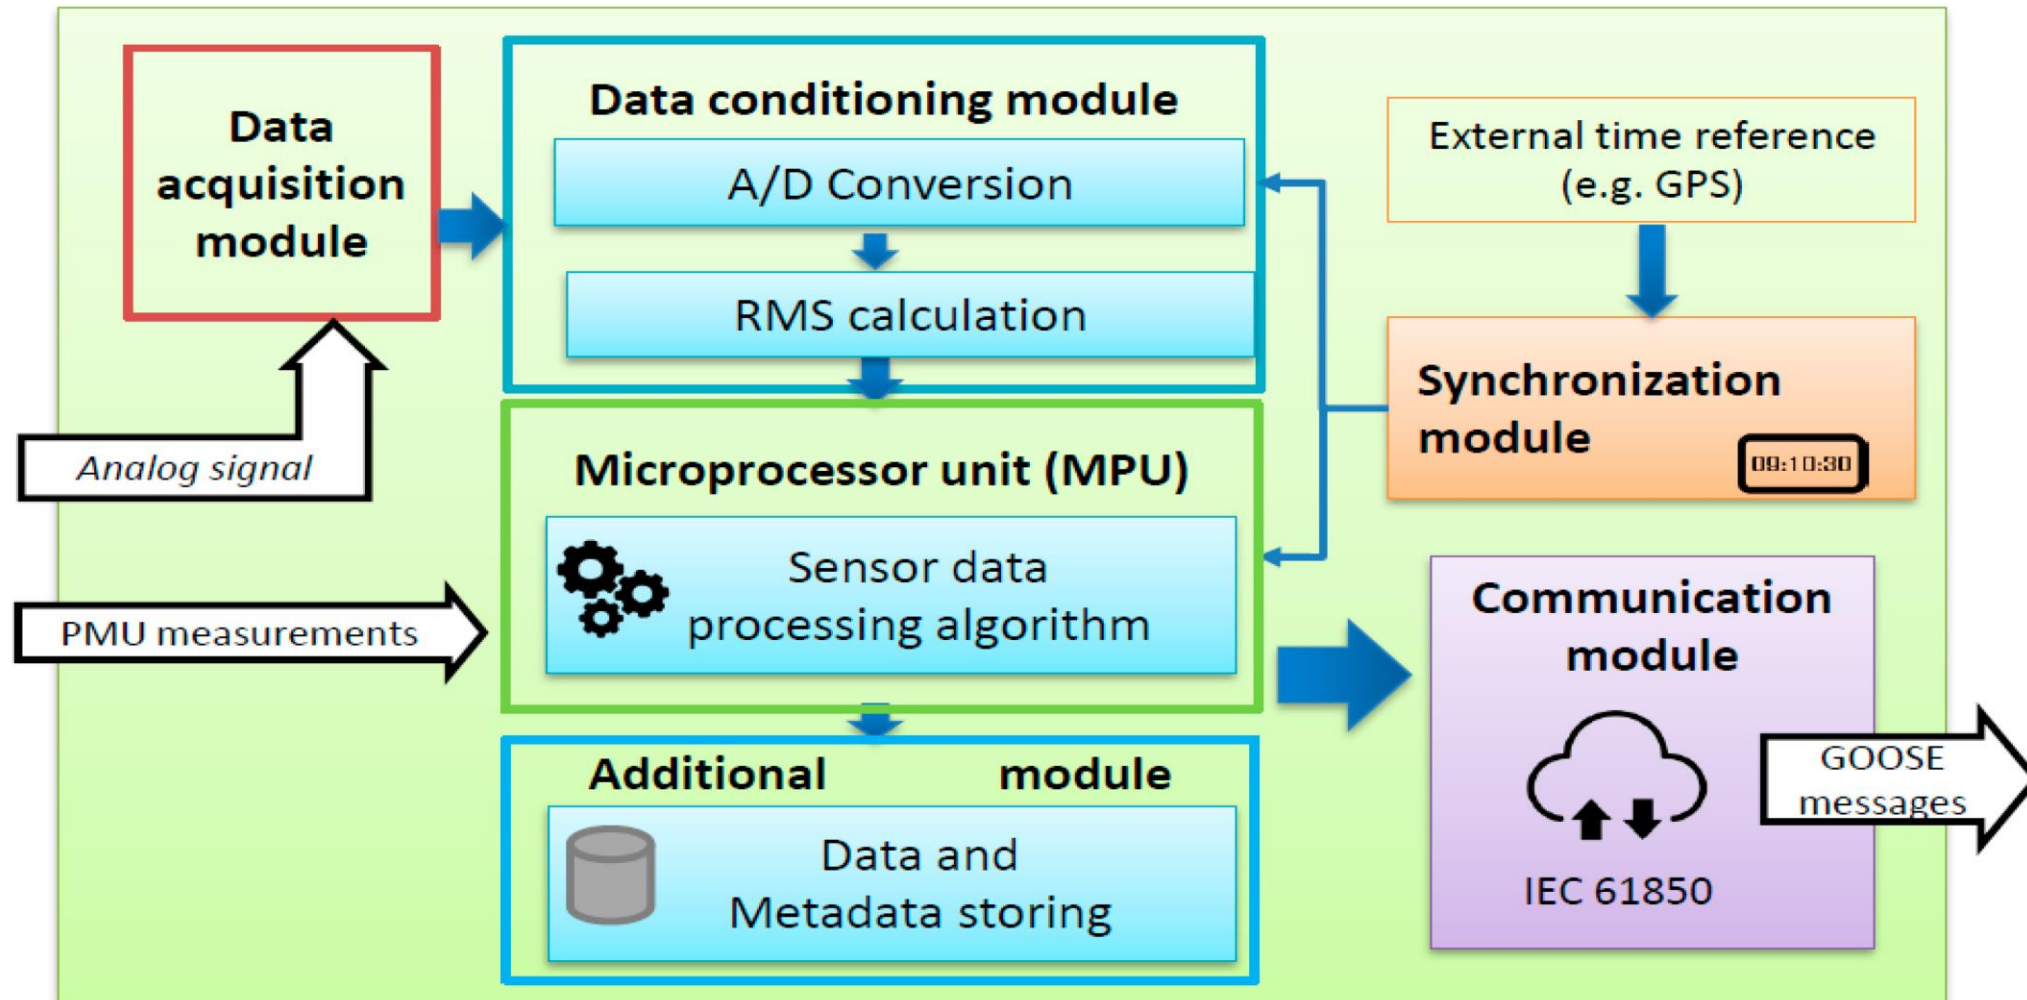 Data
acquisition
module
Data conditioning module
A/D Conversion
RMS calculation
External time reference
(e.g. GPS)
Synchronization
module
09:10:30
Analog signal
Microprocessor unit (MPU)
Sensor data
processing algorithm
PMU measurements
Communication
module
IEC 61850
GOOSE
messages
Additional module
Data and
Metadata storing